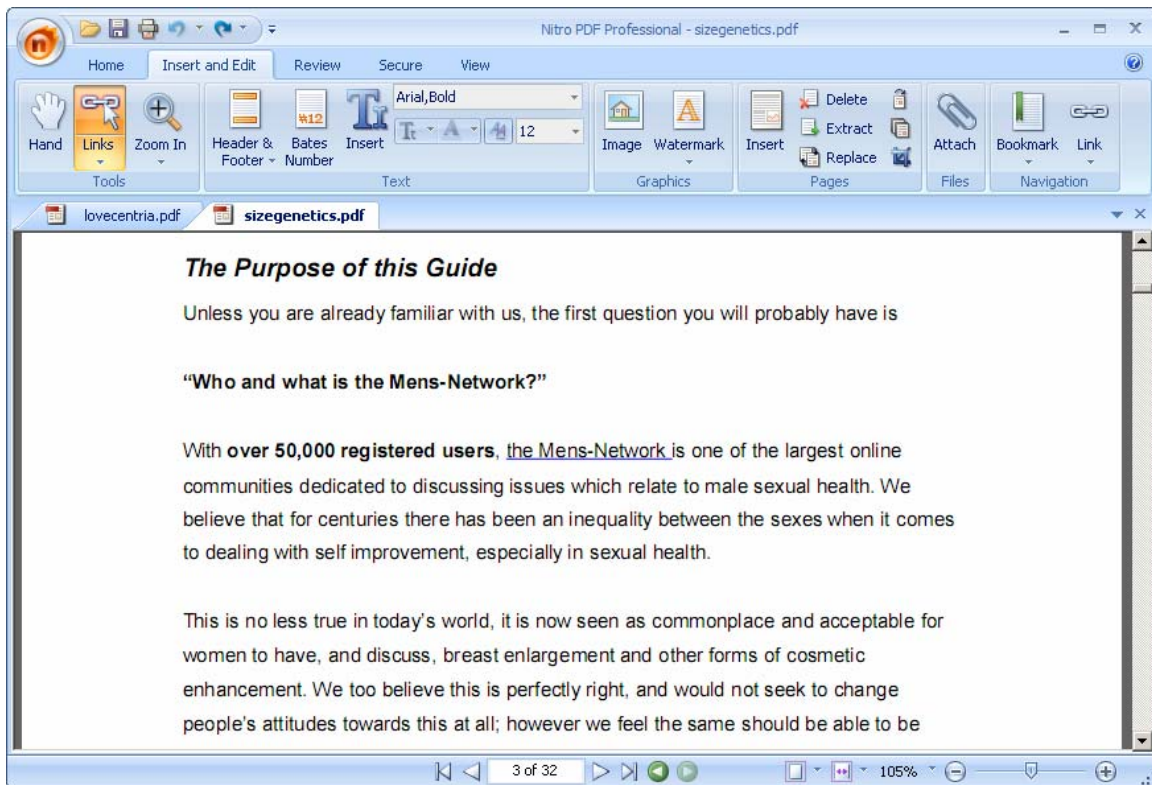 Nitro PDF Professional - sizegenetics.pdf
Home Insert and Edit Review Secure View
Hand Links Zoom In Header & Footer Bates Number Insert Arial,Bold 12 Image Watermark Insert Delete Extract Replace Attach Bookmark Link
Tools Text Graphics Pages Files Navigation
lovecentria.pdf sizegenetics.pdf
The Purpose of this Guide
Unless you are already familiar with us, the first question you will probably have is
“Who and what is the Mens-Network?”
With over 50,000 registered users, the Mens-Network is one of the largest online
communities dedicated to discussing issues which relate to male sexual health. We
believe that for centuries there has been an inequality between the sexes when it comes
to dealing with self improvement, especially in sexual health.
This is no less true in today’s world, it is now seen as commonplace and acceptable for
women to have, and discuss, breast enlargement and other forms of cosmetic
enhancement. We too believe this is perfectly right, and would not seek to change
people’s attitudes towards this at all; however we feel the same should be able to be
3 of 32 105%